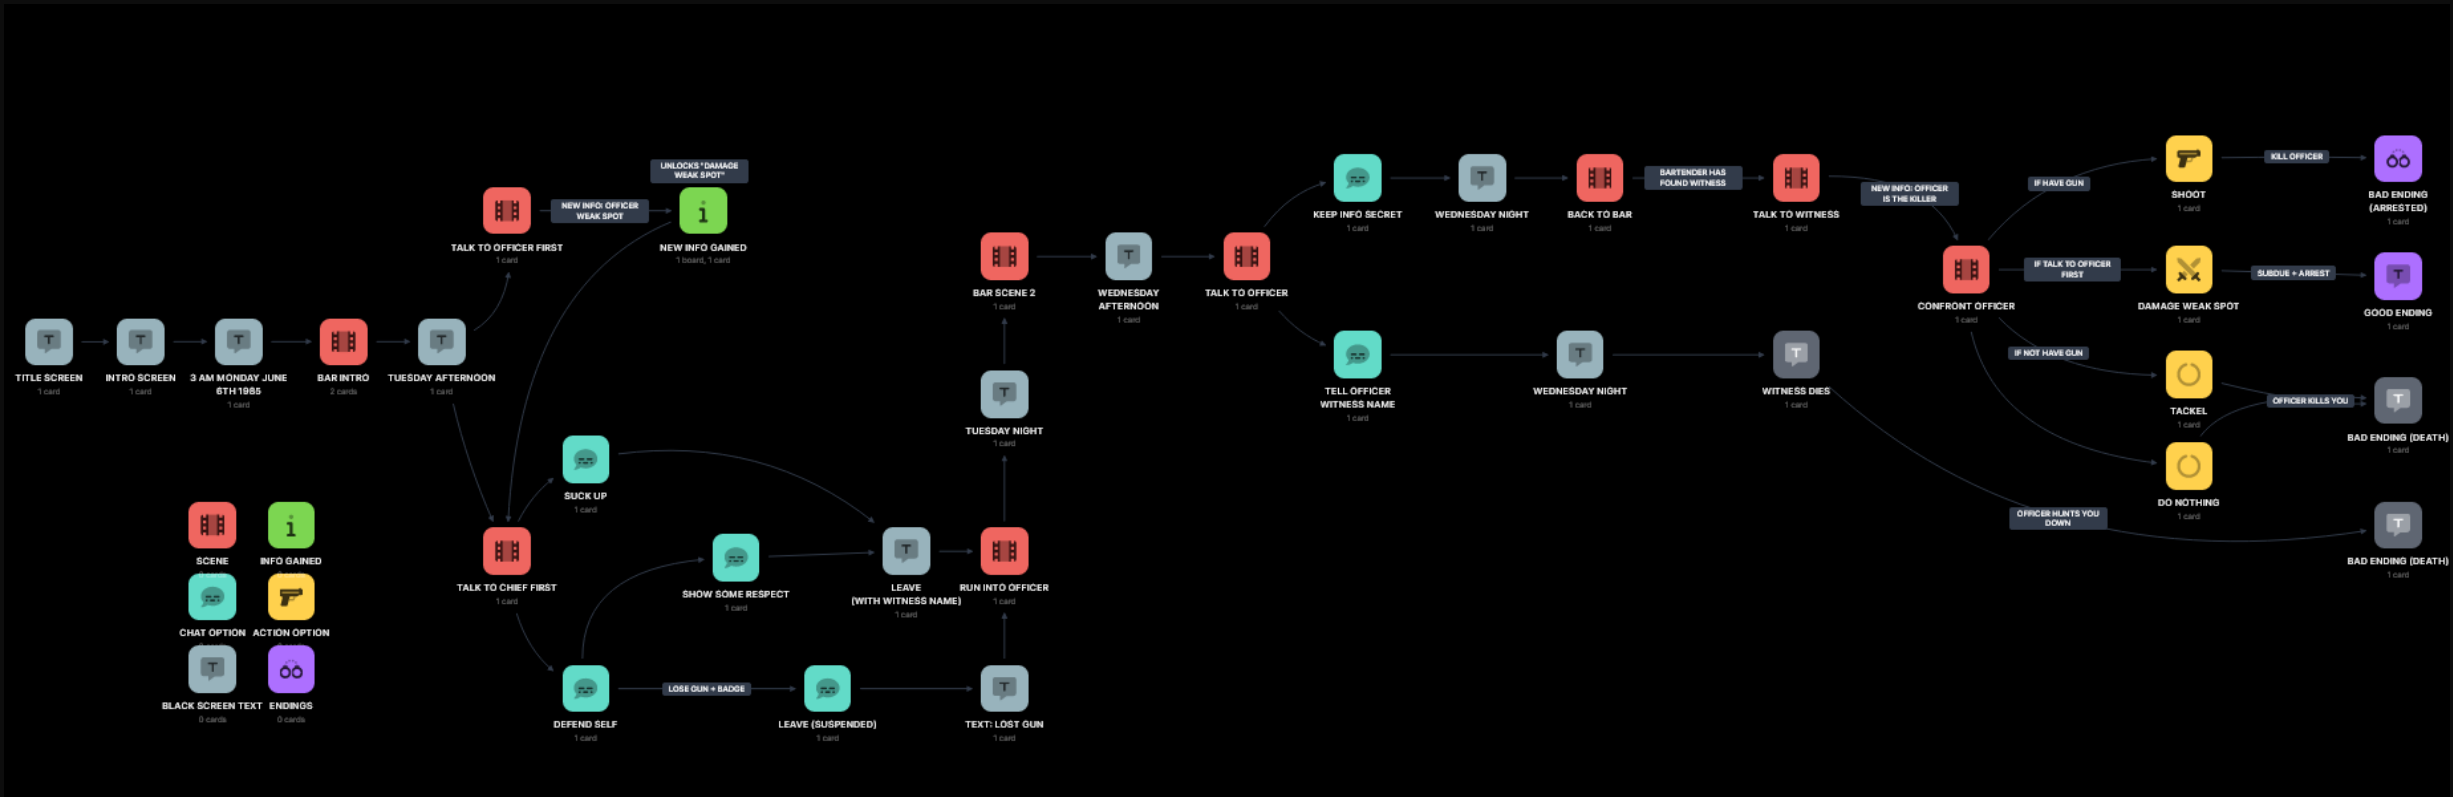 TITLE SCREEN
1 card
INTRO SCREEN
1 card
3 AM MONDAY JUNE
6TH 1985
1 card
BAR INTRO
2 cards
TUESDAY AFTERNOON
1 card
TALK TO OFFICER FIRST
1 card
NEW INFO: OFFICER
WEAK SPOT
UNLOCKS "DAMAGE
WEAK SPOT"
NEW INFO GAINED
1 board, 1 card
TALK TO CHIEF FIRST
1 card
SUCK UP
1 card
SHOW SOME RESPECT
1 card
DEFEND SELF
1 card
LOSE GUN + BADGE
LEAVE (SUSPENDED)
1 card
TEXT: LOST GUN
1 card
LEAVE
(WITH WITNESS NAME)
1 card
RUN INTO OFFICER
1 card
TUESDAY NIGHT
1 card
BAR SCENE 2
1 card
WEDNESDAY
AFTERNOON
1 card
TALK TO OFFICER
1 card
KEEP INFO SECRET
1 card
WEDNESDAY NIGHT
1 card
BACK TO BAR
1 card
BARTENDER HAS
FOUND WITNESS
TALK TO WITNESS
1 card
NEW INFO: OFFICER
IS THE KILLER
TELL OFFICER
WITNESS NAME
1 card
WEDNESDAY NIGHT
1 card
WITNESS DIES
1 card
CONFRONT OFFICER
1 card
IF HAVE GUN
SHOOT
1 card
KILL OFFICER
BAD ENDING
(ARRESTED)
1 card
IF TALK TO OFFICER
FIRST
DAMAGE WEAK SPOT
1 card
SUBDUE + ARREST
GOOD ENDING
1 card
IF NOT HAVE GUN
TACKEL
1 card
OFFICER KILLS YOU
BAD ENDING (DEATH)
1 card
DO NOTHING
1 card
OFFICER HUNTS YOU
DOWN
BAD ENDING (DEATH)
1 card
SCENE
INFO GAINED
CHAT OPTION
ACTION OPTION
BLACK SCREEN TEXT
0 cards
ENDINGS
0 cards